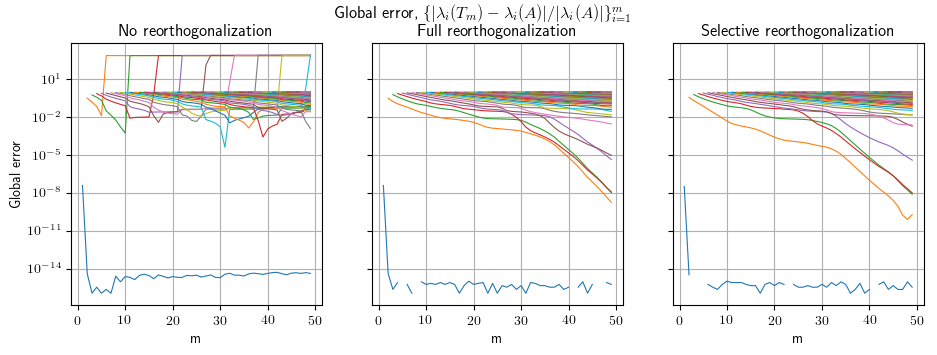 Global error, {|λ_i(T_m) − λ_i(A)|/|λ_i(A)|}_{i=1}^m
No reorthogonalization
Full reorthogonalization
Selective reorthogonalization
Global error
10^1
10^−2
10^−5
10^−8
10^−11
10^−14
0 10 20 30 40 50
0 10 20 30 40 50
0 10 20 30 40 50
m
m
m